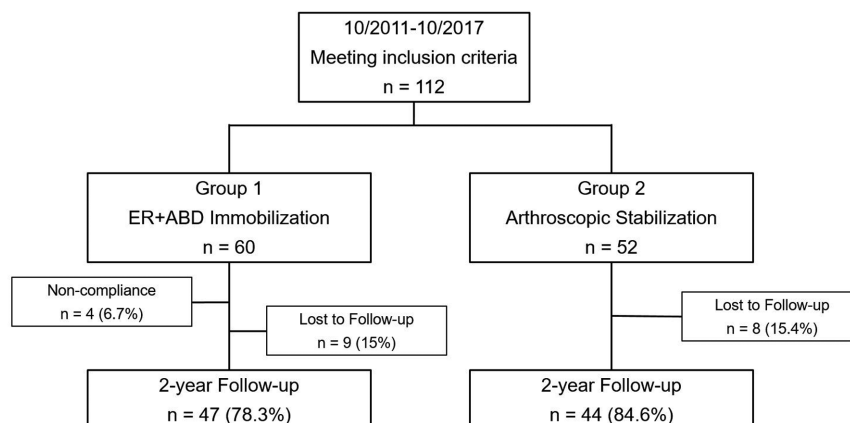 10/2011-10/2017
Meeting inclusion criteria
n = 112
Group 1
ER+ABD Immobilization
n = 60
Group 2
Arthroscopic Stabilization
n = 52
Non-compliance
n = 4 (6.7%)
Lost to Follow-up
n = 9 (15%)
Lost to Follow-up
n = 8 (15.4%)
2-year Follow-up
n = 47 (78.3%)
2-year Follow-up
n = 44 (84.6%)